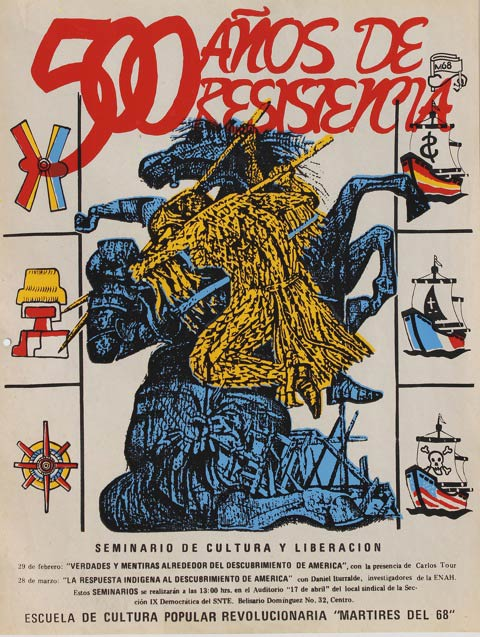 500 AÑOS DE
RESISTENCIA
M68
SEMINARIO DE CULTURA Y LIBERACION
29 de febrero: "VERDADES Y MENTIRAS ALREDEDOR DEL DESCUBRIMIENTO DE AMERICA", con la presencia de Carlos Tour
28 de marzo: "LA RESPUESTA INDIGENA AL DESCUBRIMIENTO DE AMERICA" con Daniel Iturralde, investigadores de la ENAH.
Estos SEMINARIOS se realizarán a las 13:00 hrs. en el Auditorio "17 de abril" del local sindical de la Sec-
ción IX Democrática del SNTE. Belisario Domínguez No. 32, Centro.
ESCUELA DE CULTURA POPULAR REVOLUCIONARIA "MARTIRES DEL 68"